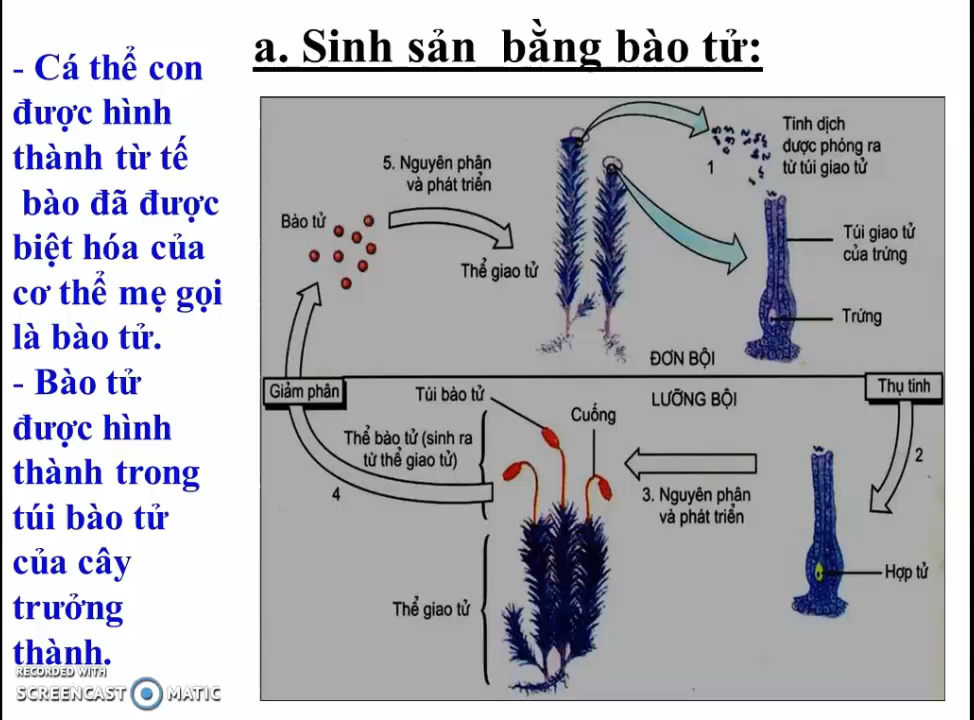 a. Sinh sản bằng bào tử:
- Cá thể con
được hình
thành từ tế
bào đã được
biệt hóa của
cơ thể mẹ gọi
là bào tử.
- Bào tử
được hình
thành trong
túi bào tử
của cây
trưởng
thành.
RECORDED WITH
SCREENCAST MATIC
Tinh dịch
được phóng ra
từ túi giao tử
1
5. Nguyên phân
và phát triển
Bào tử
Thể giao tử
Túi giao tử
của trứng
Trứng
ĐƠN BỘI
Giảm phân
Thụ tinh
LƯỠNG BỘI
Túi bào tử
Cuống
Thể bào tử (sinh ra
từ thể giao tử)
4
2
3. Nguyên phân
và phát triển
Hợp tử
Thể giao tử